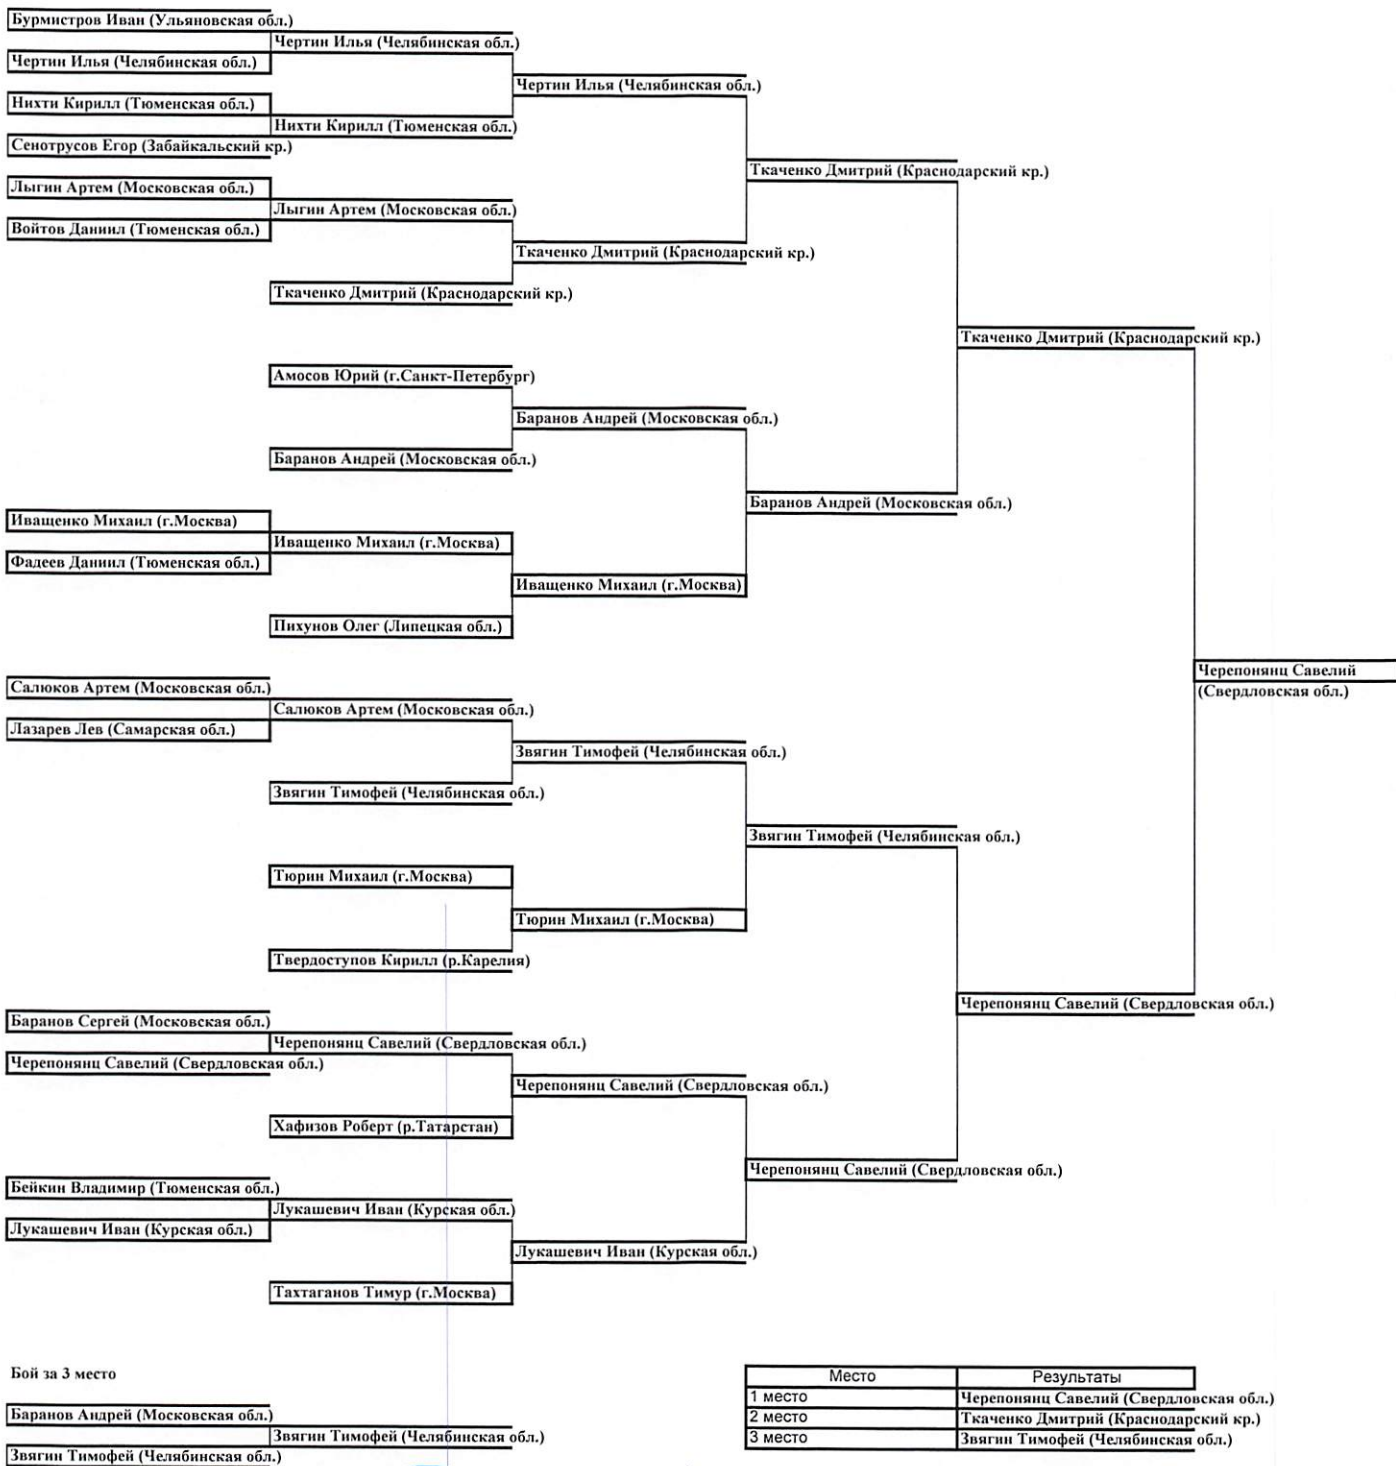 Бурмистров Иван (Ульяновская обл.)
Чертин Илья (Челябинская обл.)
Чертин Илья (Челябинская обл.)
Чертин Илья (Челябинская обл.)
Нихти Кирилл (Тюменская обл.)
Нихти Кирилл (Тюменская обл.)
Сенотрусов Егор (Забайкальский кр.)
Ткаченко Дмитрий (Краснодарский кр.)
Лыгин Артем (Московская обл.)
Лыгин Артем (Московская обл.)
Войтов Даниил (Тюменская обл.)
Ткаченко Дмитрий (Краснодарский кр.)
Ткаченко Дмитрий (Краснодарский кр.)
Ткаченко Дмитрий (Краснодарский кр.)
Амосов Юрий (г.Санкт-Петербург)
Баранов Андрей (Московская обл.)
Баранов Андрей (Московская обл.)
Баранов Андрей (Московская обл.)
Иващенко Михаил (г.Москва)
Иващенко Михаил (г.Москва)
Фадеев Даниил (Тюменская обл.)
Иващенко Михаил (г.Москва)
Пихунов Олег (Липецкая обл.)
Черепонянц Савелий
(Свердловская обл.)
Салюков Артем (Московская обл.)
Салюков Артем (Московская обл.)
Лазарев Лев (Самарская обл.)
Звягин Тимофей (Челябинская обл.)
Звягин Тимофей (Челябинская обл.)
Звягин Тимофей (Челябинская обл.)
Тюрин Михаил (г.Москва)
Тюрин Михаил (г.Москва)
Твердоступов Кирилл (р.Карелия)
Черепонянц Савелий (Свердловская обл.)
Баранов Сергей (Московская обл.)
Черепонянц Савелий (Свердловская обл.)
Черепонянц Савелий (Свердловская обл.)
Черепонянц Савелий (Свердловская обл.)
Хафизов Роберт (р.Татарстан)
Черепонянц Савелий (Свердловская обл.)
Бейкин Владимир (Тюменская обл.)
Лукашевич Иван (Курская обл.)
Лукашевич Иван (Курская обл.)
Лукашевич Иван (Курская обл.)
Тахтаганов Тимур (г.Москва)
Бой за 3 место
Баранов Андрей (Московская обл.)
Звягин Тимофей (Челябинская обл.)
Звягин Тимофей (Челябинская обл.)
Место Результаты
1 место Черепонянц Савелий (Свердловская обл.)
2 место Ткаченко Дмитрий (Краснодарский кр.)
3 место Звягин Тимофей (Челябинская обл.)